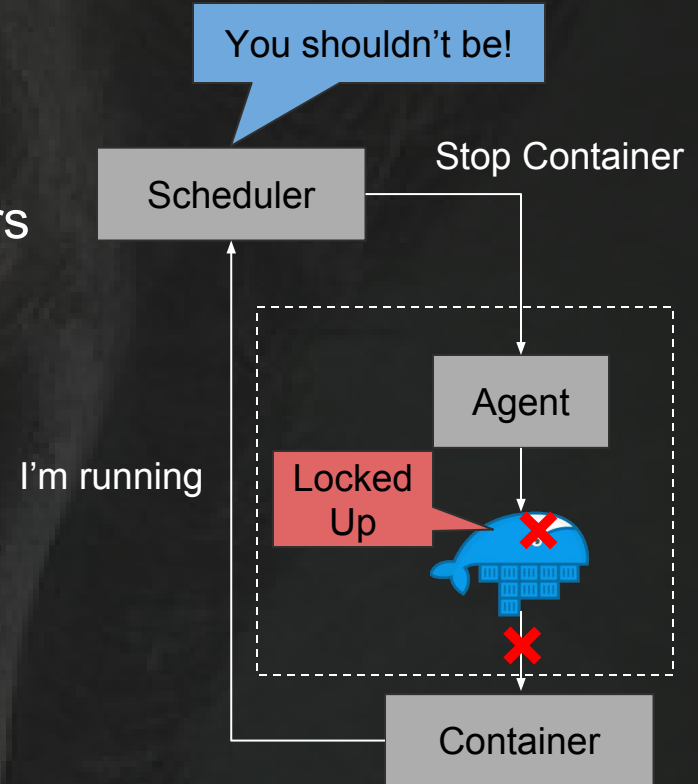 You shouldn't be!
Stop Container
Scheduler
Agent
I'm running
Locked
Up
Container